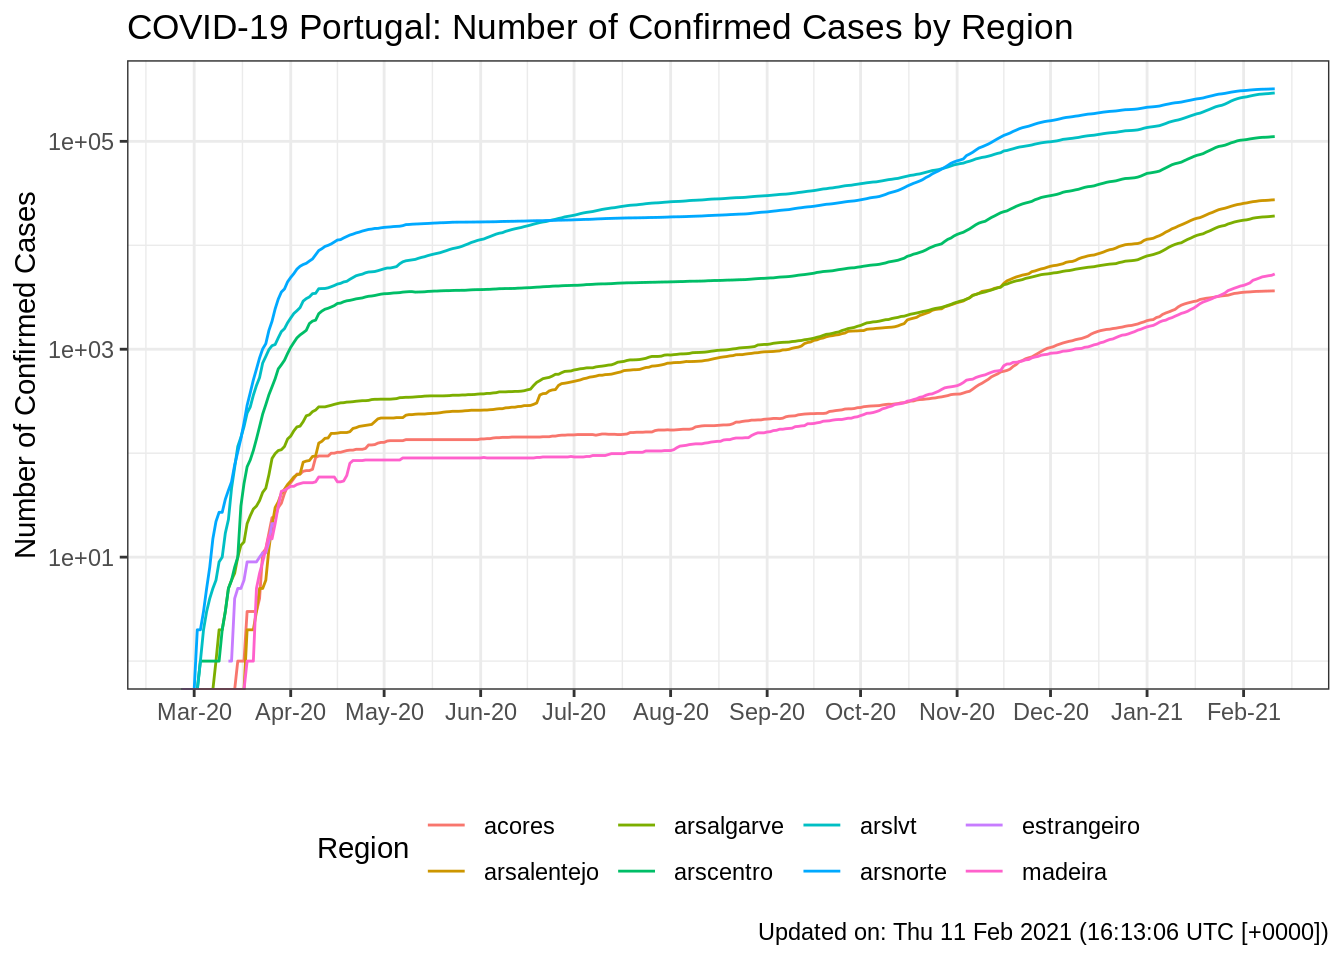 COVID-19 Portugal: Number of Confirmed Cases by Region
Number of Confirmed Cases
1e+05
1e+03
1e+01
Mar-20 Apr-20 May-20 Jun-20 Jul-20 Aug-20 Sep-20 Oct-20 Nov-20 Dec-20 Jan-21 Feb-21
Region
acores arsalgarve arslvt estrangeiro
arsalentejo arscentro arsnorte madeira
Updated on: Thu 11 Feb 2021 (16:13:06 UTC [+0000])